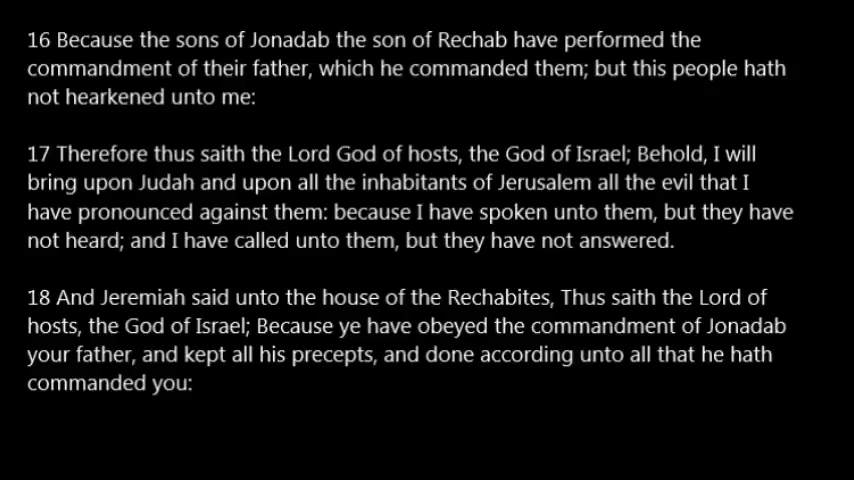 16 Because the sons of Jonadab the son of Rechab have performed the
commandment of their father, which he commanded them; but this people hath
not hearkened unto me:
17 Therefore thus saith the Lord God of hosts, the God of Israel; Behold, I will
bring upon Judah and upon all the inhabitants of Jerusalem all the evil that I
have pronounced against them: because I have spoken unto them, but they have
not heard; and I have called unto them, but they have not answered.
18 And Jeremiah said unto the house of the Rechabites, Thus saith the Lord of
hosts, the God of Israel; Because ye have obeyed the commandment of Jonadab
your father, and kept all his precepts, and done according unto all that he hath
commanded you: